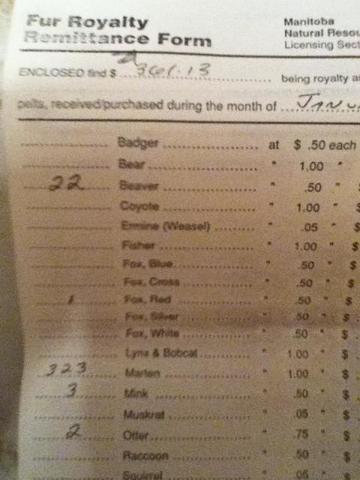 Fur Royalty Manitoba
Remittance Form Natural Resou
Licensing Sect
ENCLOSED find $ 361.13 being royalty a
pelts, received/purchased during the month of Janu
Badger at $ .50 each
Bear " 1.00 "
22 Beaver " .50 "
Coyote " 1.00 " $
Ermine (Weasel) " .05 " $
Fisher " 1.00 " $
Fox, Blue " .50 " $
Fox, Cross " .50 " $
1 Fox, Red " .50 " $
Fox, Silver " .50 " $
Fox, White " .50 " $
Lynx & Bobcat " 1.00 " $
323 Marten " 1.00 " $
3 Mink " .50 " $
Muskrat " .05 " $
2 Otter " .75 " $
Raccoon " .50 " $
Squirrel " .05 " $